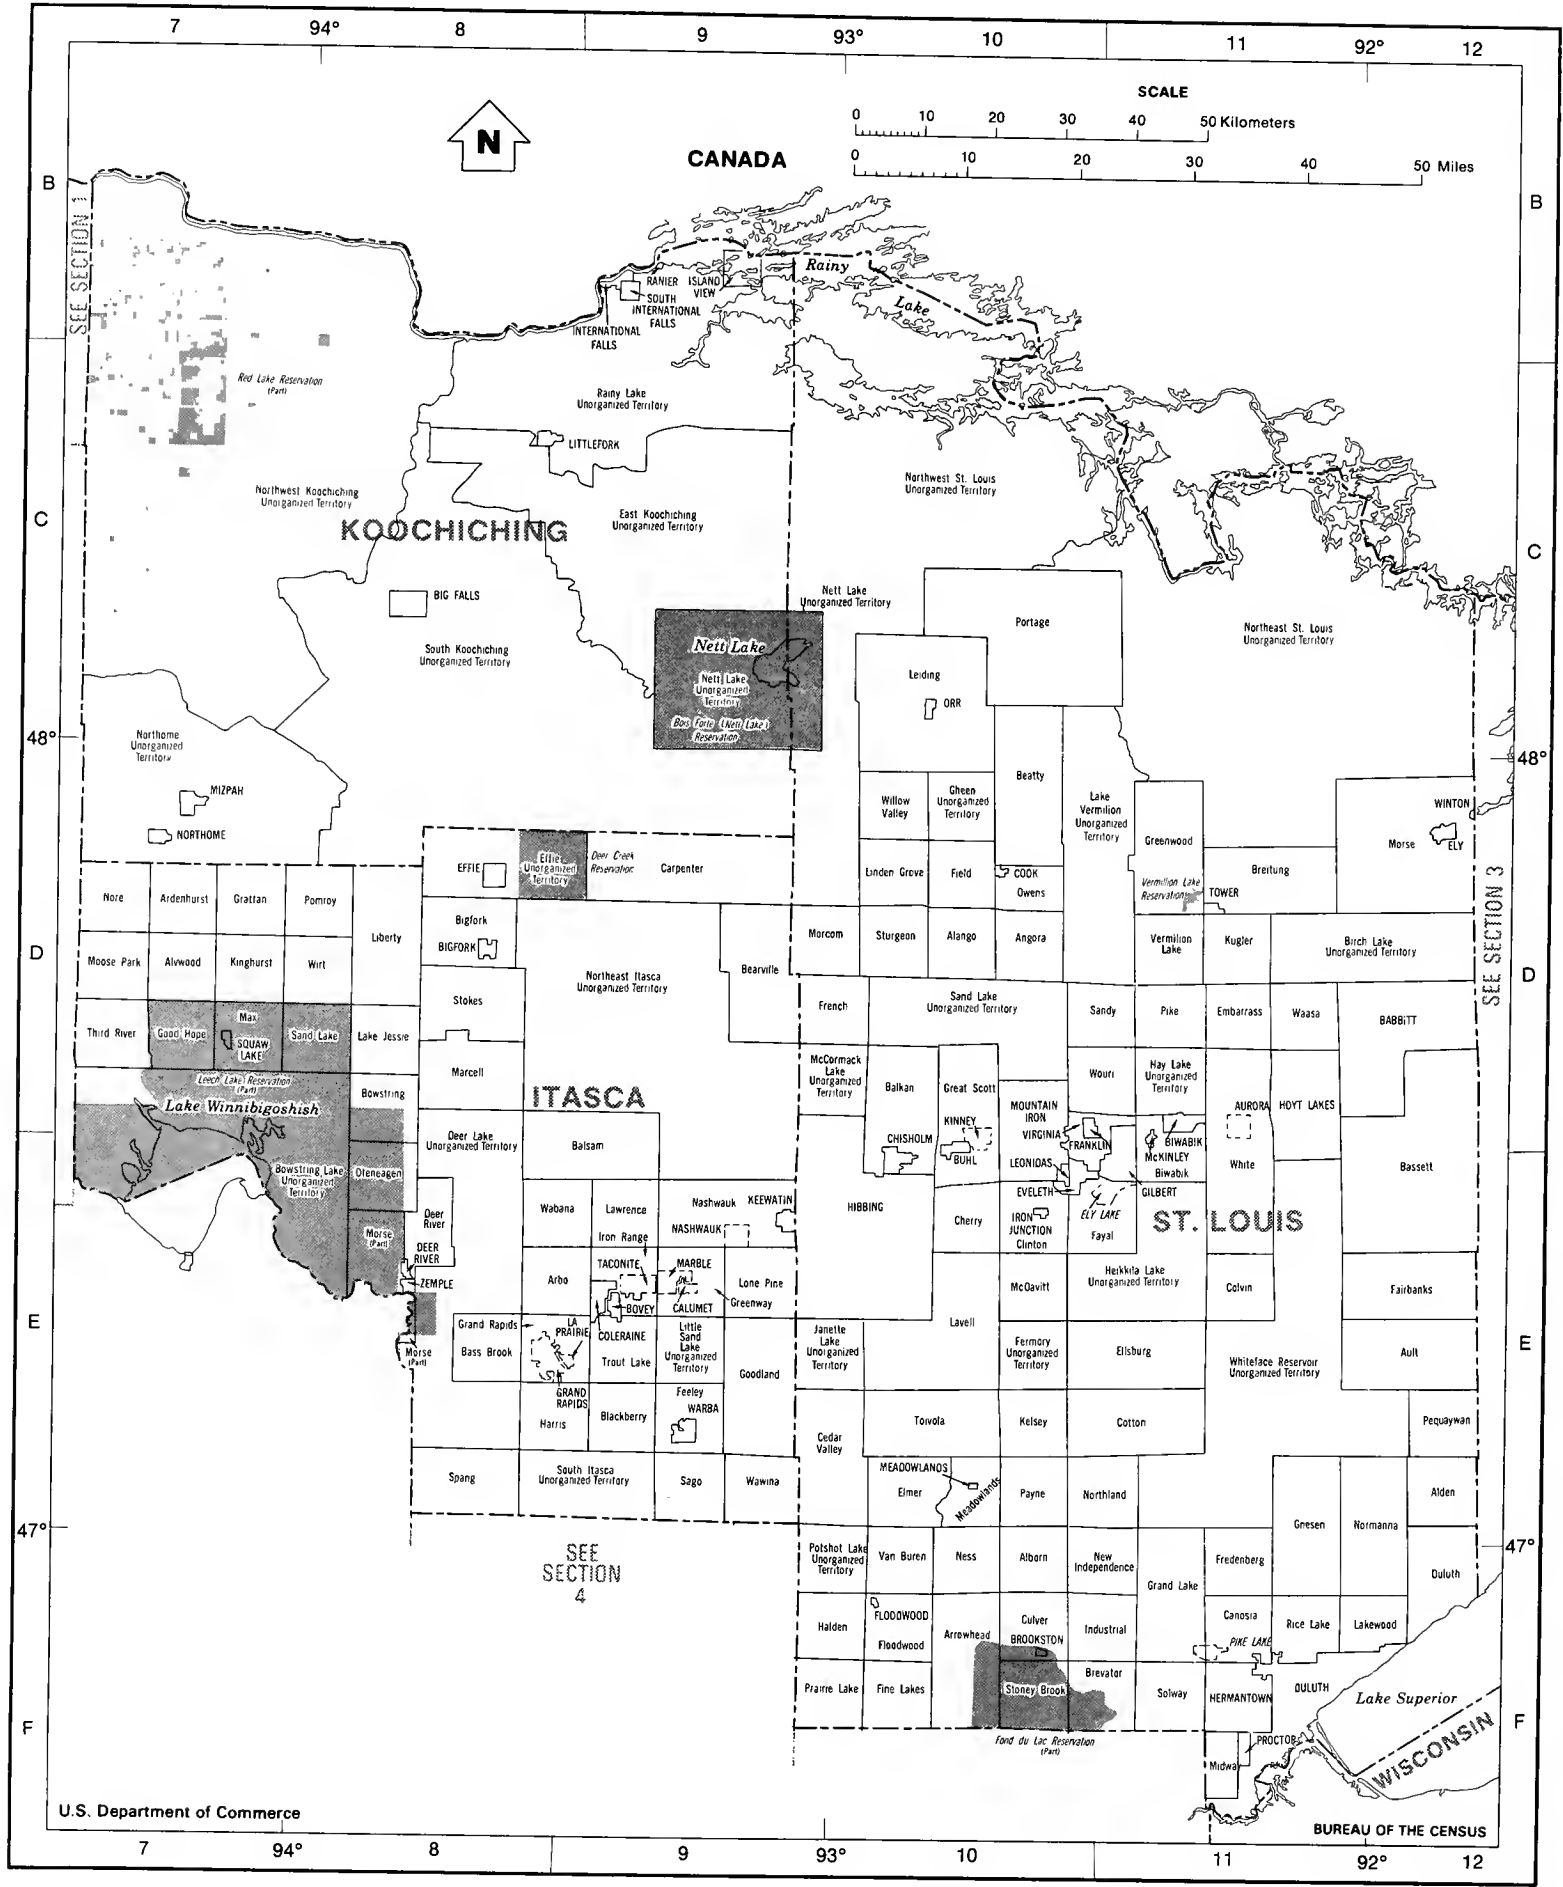 7
94°
8
9
93°
10
11
92°
12
SCALE
0 10 20 30 40 50 Kilometers
0 10 20 30 40 50 Miles
N
CANADA
B
B
SEE SECTION 1
Rainy
Lake
RANIER
ISLAND
VIEW
SOUTH
INTERNATIONAL
FALLS
INTERNATIONAL
FALLS
Red Lake Reservation
(Part)
Rainy Lake
Unorganized Territory
LITTLEFORK
Northwest Koochiching
Unorganized Territory
East Koochiching
Unorganized Territory
Northwest St. Louis
Unorganized Territory
C
C
KOOCHICHING
BIG FALLS
South Koochiching
Unorganized Territory
Nett Lake
Unorganized Territory
Portage
Northeast St. Louis
Unorganized Territory
Nett Lake
Nett Lake
Unorganized
Territory
Bois Forte (Nett Lake)
Reservation
Leiding
ORR
48°
48°
Northome
Unorganized
Territory
MIZPAH
NORTHOME
Beatty
Willow
Valley
Gheen
Unorganized
Territory
Lake
Vermilion
Unorganized
Territory
Greenwood
Morse
WINTON
ELY
EFFIE
Effie
Unorganized
Territory
Deer Creek
Reservation
Carpenter
Linden Grove
Field
COOK
Owens
Breitung
Vermilion Lake
Reservation
TOWER
SEE SECTION 3
Nore
Ardenhurst
Grattan
Pomroy
Liberty
Bigfork
BIGFORK
D
D
Moose Park
Alvwood
Kinghurst
Wirt
Morcom
Sturgeon
Alango
Angora
Vermilion
Lake
Kugler
Birch Lake
Unorganized Territory
Northeast Itasca
Unorganized Territory
Bearville
Stokes
French
Sand Lake
Unorganized Territory
Sandy
Pike
Embarrass
Waasa
BABBITT
Third River
Good Hope
Max
SQUAW
LAKE
Sand Lake
Lake Jessie
Leech Lake Reservation
(Part)
Lake Winnibigoshish
Bowstring
Marcell
ITASCA
McCormack
Lake
Unorganized
Territory
Balkan
Great Scott
KINNEY
BUHL
CHISHOLM
Wouri
Hay Lake
Unorganized
Territory
MOUNTAIN
IRON
VIRGINIA
FRANKLIN
LEONIDAS
EVELETH
McKINLEY
BIWABIK
Biwabik
GILBERT
ELY LAKE
AURORA
HOYT LAKES
White
Bassett
Deer Lake
Unorganized Territory
Balsam
Bowstring Lake
Unorganized
Territory
Oteneagen
Morse
(Part)
Deer
River
DEER
RIVER
ZEMPLE
Wabana
Lawrence
Nashwauk
KEEWATIN
NASHWAUK
HIBBING
Cherry
IRON
JUNCTION
Clinton
Fayal
ST. LOUIS
Iron Range
TACONITE
MARBLE
Arbo
BOVEY
CALUMET
Lone Pine
Greenway
McDavitt
Heikkila Lake
Unorganized Territory
Colvin
Fairbanks
E
E
Grand Rapids
Bass Brook
LA
PRAIRIE
COLERAINE
Trout Lake
Little
Sand
Lake
Unorganized
Territory
Goodland
Janette
Lake
Unorganized
Territory
Lavell
Fermoy
Unorganized
Territory
Ellsburg
Whiteface Reservoir
Unorganized Territory
Ault
Morse
(Part)
GRAND
RAPIDS
Harris
Blackberry
Feeley
WARBA
Cedar
Valley
Toivola
Kelsey
Cotton
Pequaywan
Spang
South Itasca
Unorganized Territory
Sago
Wawina
MEADOWLANDS
Elmer
Meadowlands
Payne
Northland
Alden
Gnesen
Normanna
47°
47°
SEE
SECTION
4
Potshot Lake
Unorganized
Territory
Van Buren
Ness
Alborn
New
Independence
Grand Lake
Fredenberg
Duluth
Halden
FLOODWOOD
Floodwood
Arrowhead
Culver
BROOKSTON
Industrial
Canosia
PIKE LAKE
Rice Lake
Lakewood
Prairie Lake
Fine Lakes
Stoney Brook
Brevator
Solway
HERMANTOWN
DULUTH
Lake Superior
F
F
Fond du Lac Reservation
(Part)
PROCTOR
Midway
WISCONSIN
U.S. Department of Commerce
BUREAU OF THE CENSUS
7
94°
8
9
93°
10
11
92°
12